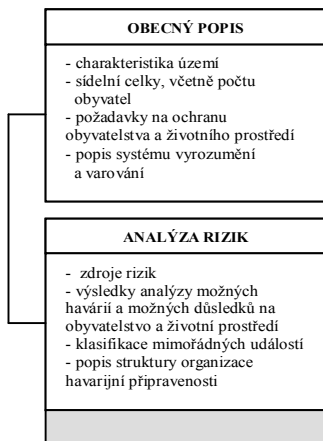 OBECNÝ POPIS
- charakteristika území
- sídelní celky, včetně počtu
obyvatel
- požadavky na ochranu
obyvatelstva a životního prostředí
- popis systému vyrozumění
a varování
ANALÝZA RIZIK
- zdroje rizik
- výsledky analýzy možných
havárií a možných důsledků na
obyvatelstvo a životní prostředí
- klasifikace mimořádných událostí
- popis struktury organizace
havarijní připravenosti